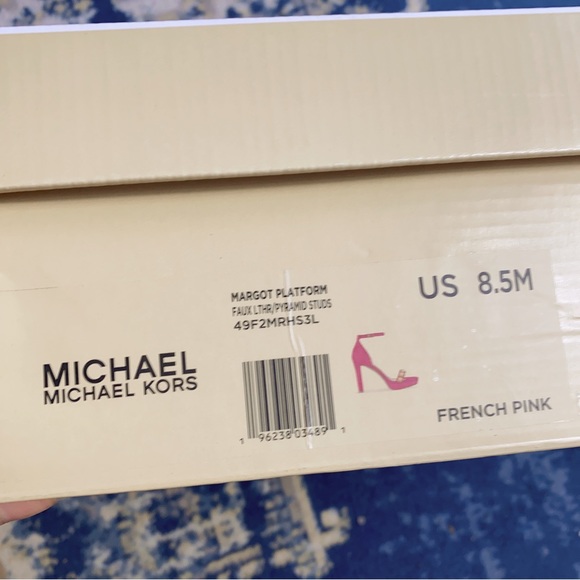 MARGOT PLATFORM
FAUX LTHR/PYRAMID STUDS
49F2MRHS3L
US 8.5M
MICHAEL
MICHAEL KORS
1 96238 03489 1
FRENCH PINK